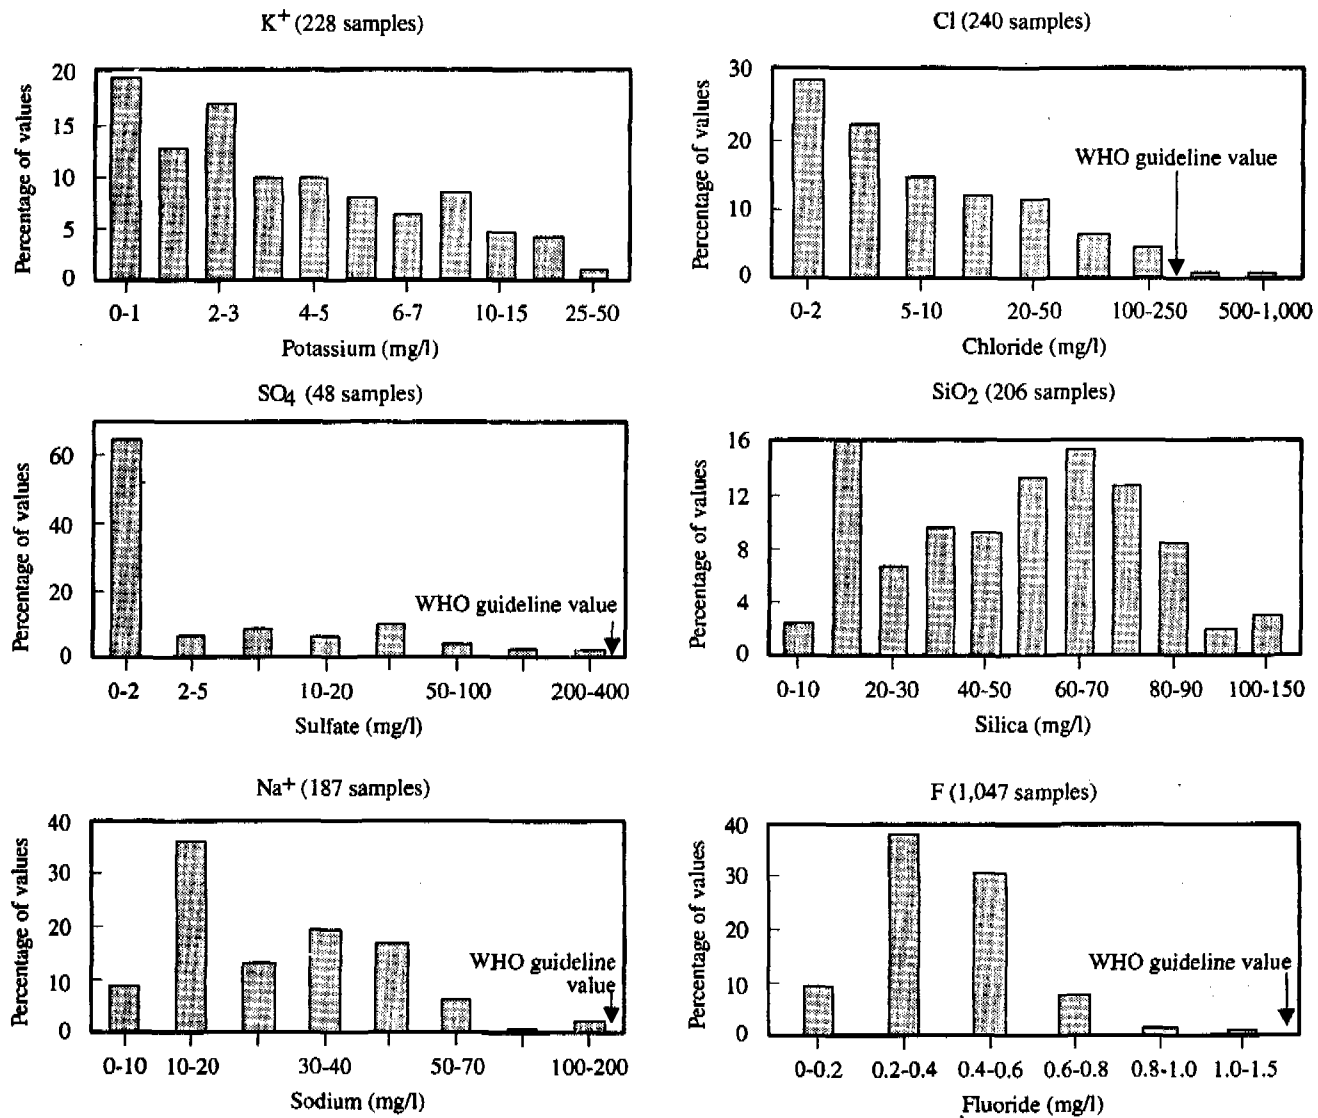 K+ (228 samples)
Percentage of values
20
15
10
5
0
0-1
2-3
4-5
6-7
10-15
25-50
Potassium (mg/l)
Cl (240 samples)
Percentage of values
30
20
10
0
WHO guideline value
0-2
5-10
20-50
100-250
500-1,000
Chloride (mg/l)
SO4 (48 samples)
Percentage of values
60
40
20
0
WHO guideline value
0-2
2-5
10-20
50-100
200-400
Sulfate (mg/l)
SiO2 (206 samples)
Percentage of values
16
12
8
4
0
0-10
20-30
40-50
60-70
80-90
100-150
Silica (mg/l)
Na+ (187 samples)
Percentage of values
40
30
20
10
0
WHO guideline
value
0-10
10-20
30-40
50-70
100-200
Sodium (mg/l)
F (1,047 samples)
Percentage of values
40
30
20
10
0
WHO guideline value
0-0.2
0.2-0.4
0.4-0.6
0.6-0.8
0.8-1.0
1.0-1.5
Fluoride (mg/l)